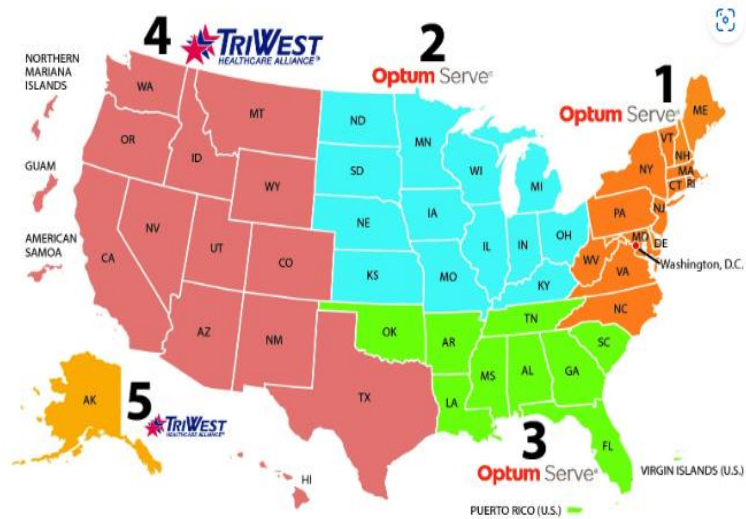 4 TRIWEST
HEALTHCARE ALLIANCE®
2
Optum Serve®
1
Optum Serve®
NORTHERN
MARIANA
ISLANDS
GUAM
AMERICAN
SAMOA
WA
OR
ID
MT
WY
CA
NV
UT
CO
AZ
NM
TX
HI
ND
SD
NE
KS
MN
IA
MO
WI
IL
MI
IN
OH
KY
ME
VT
NH
MA
CT RI
NY
NJ
PA
MD DE
Washington, D.C.
WV
VA
NC
OK
AR
LA
TN
MS
AL
GA
SC
FL
AK
5 TRIWEST
HEALTHCARE ALLIANCE®
3
Optum Serve®
VIRGIN ISLANDS (U.S.)
PUERTO RICO (U.S.)